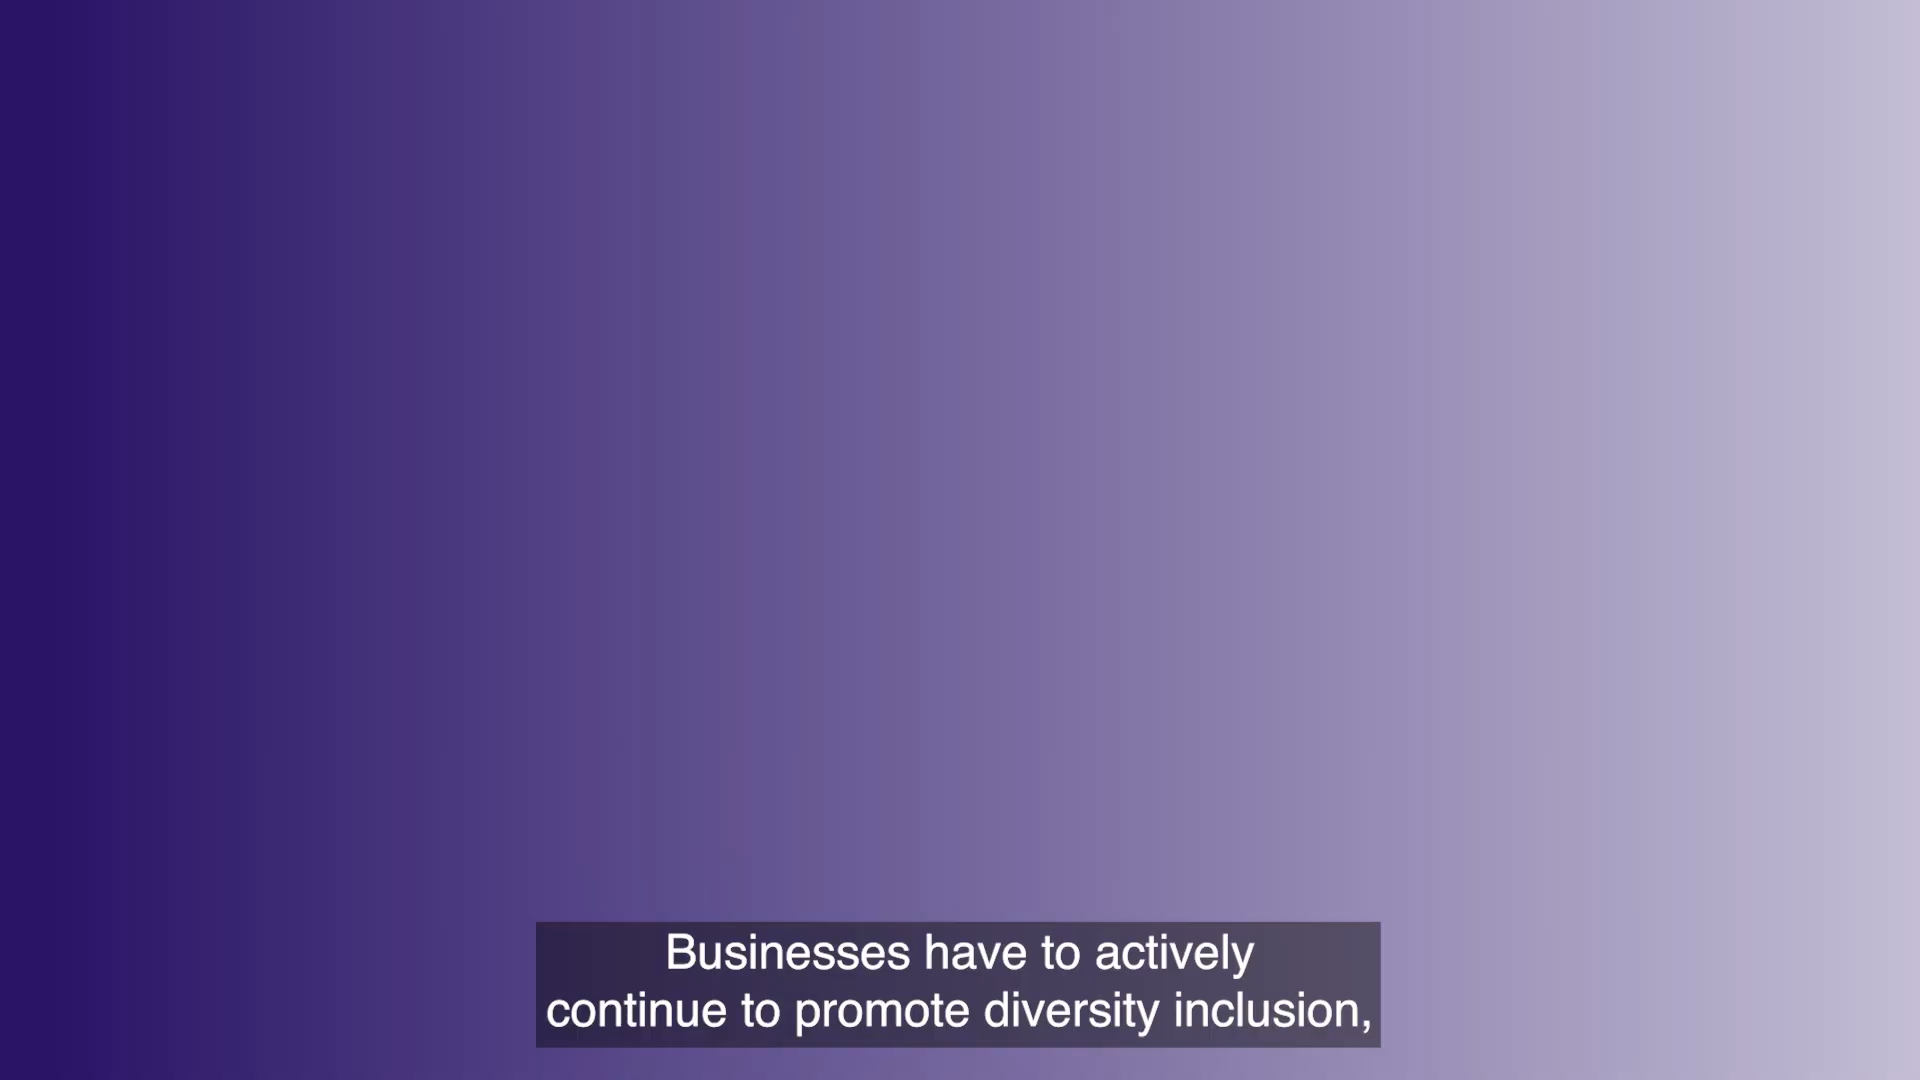 Businesses have to actively
continue to promote diversity inclusion,